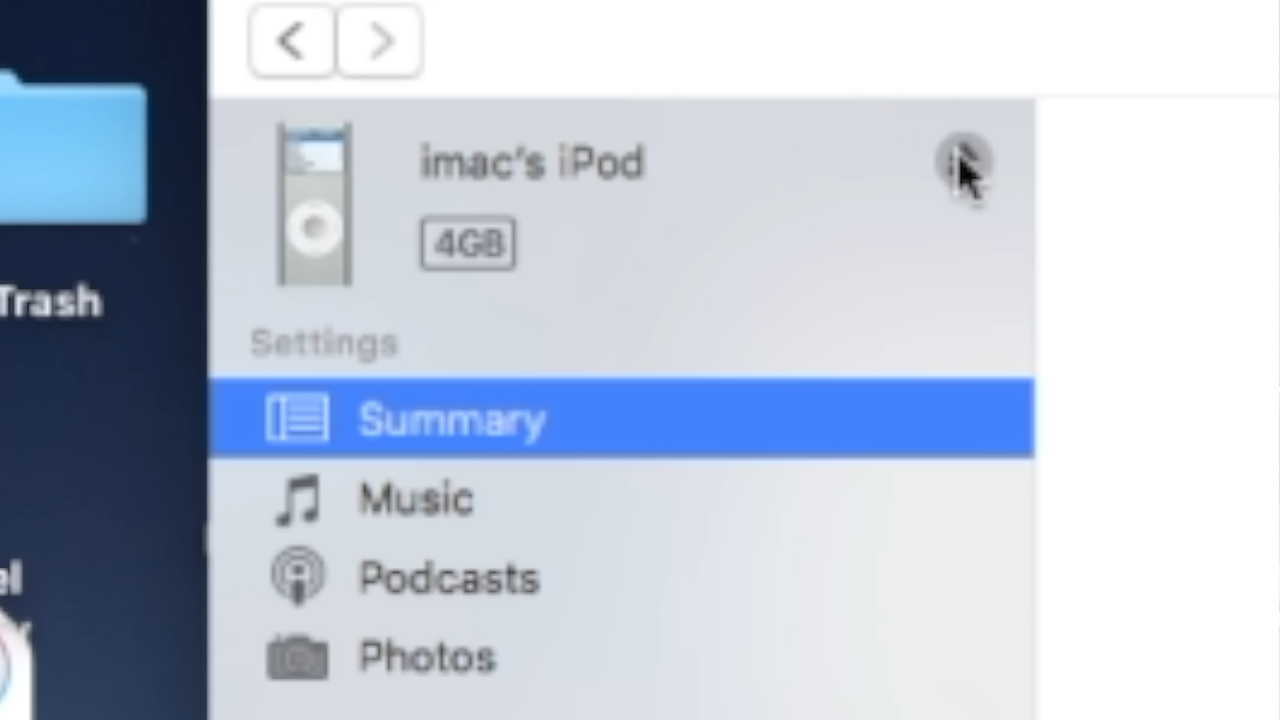 imac's iPod
4GB
Settings
Trash
Summary
Music
Podcasts
Photos